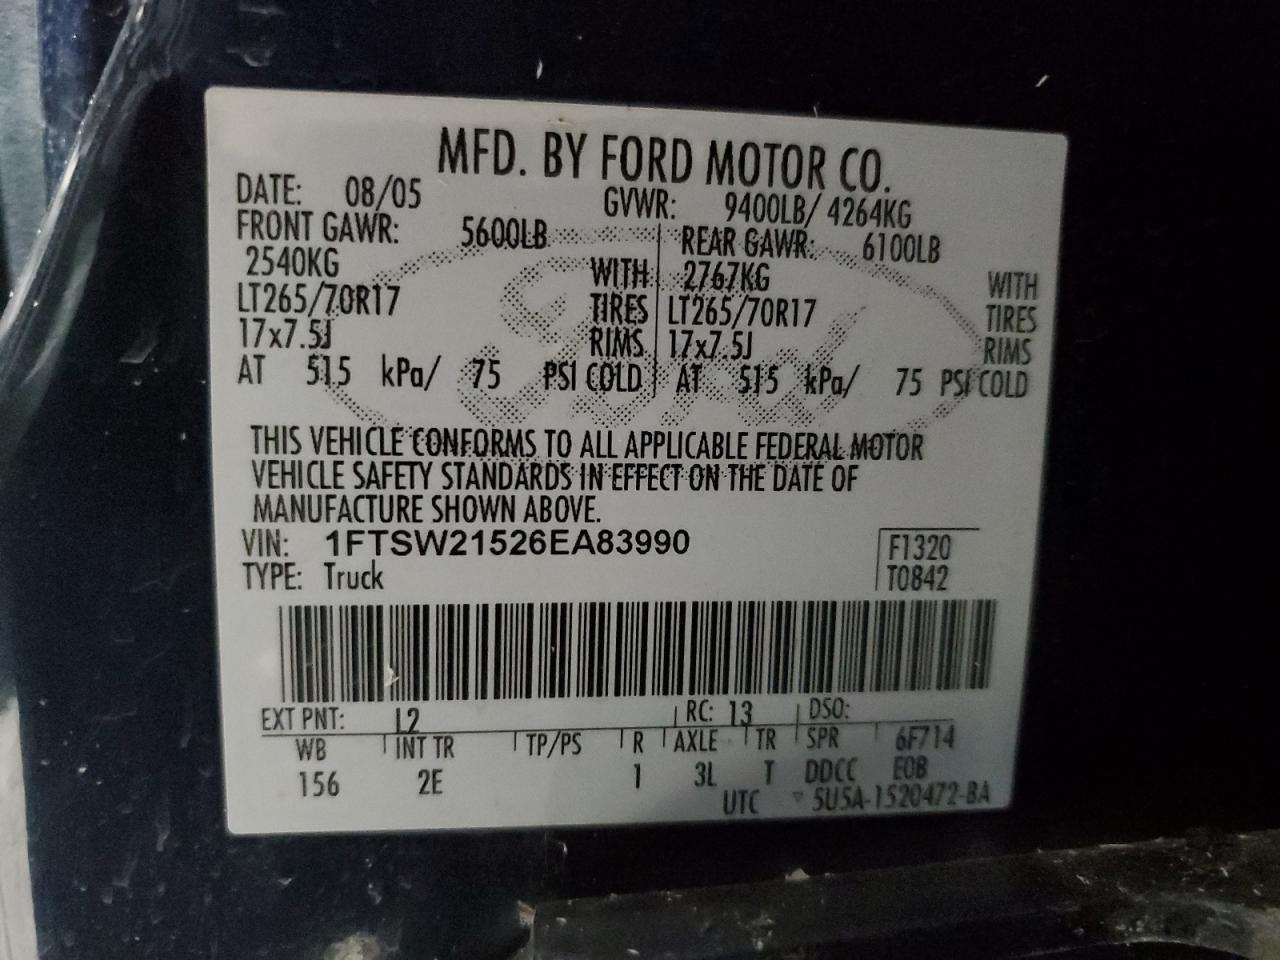 MFD. BY FORD MOTOR CO.
DATE: 08/05 GVWR: 9400LB/ 4264KG
FRONT GAWR: 5600LB REAR GAWR: 6100LB
2540KG WITH 2767KG WITH
LT265/70R17 TIRES LT265/70R17 TIRES
17x7.5J RIMS 17x7.5J RIMS
AT 515 kPa/ 75 PSI COLD AT 515 kPa/ 75 PSI COLD
THIS VEHICLE CONFORMS TO ALL APPLICABLE FEDERAL MOTOR
VEHICLE SAFETY STANDARDS IN EFFECT ON THE DATE OF
MANUFACTURE SHOWN ABOVE.
VIN: 1FTSW21526EA83990 F1320
TYPE: Truck T0842
EXT PNT: L2 RC: 13 DSO:
WB INT TR TP/PS R AXLE TR SPR 6F714
156 2E 1 3L T DDCC E0B
UTC 5U5A-1520472-BA